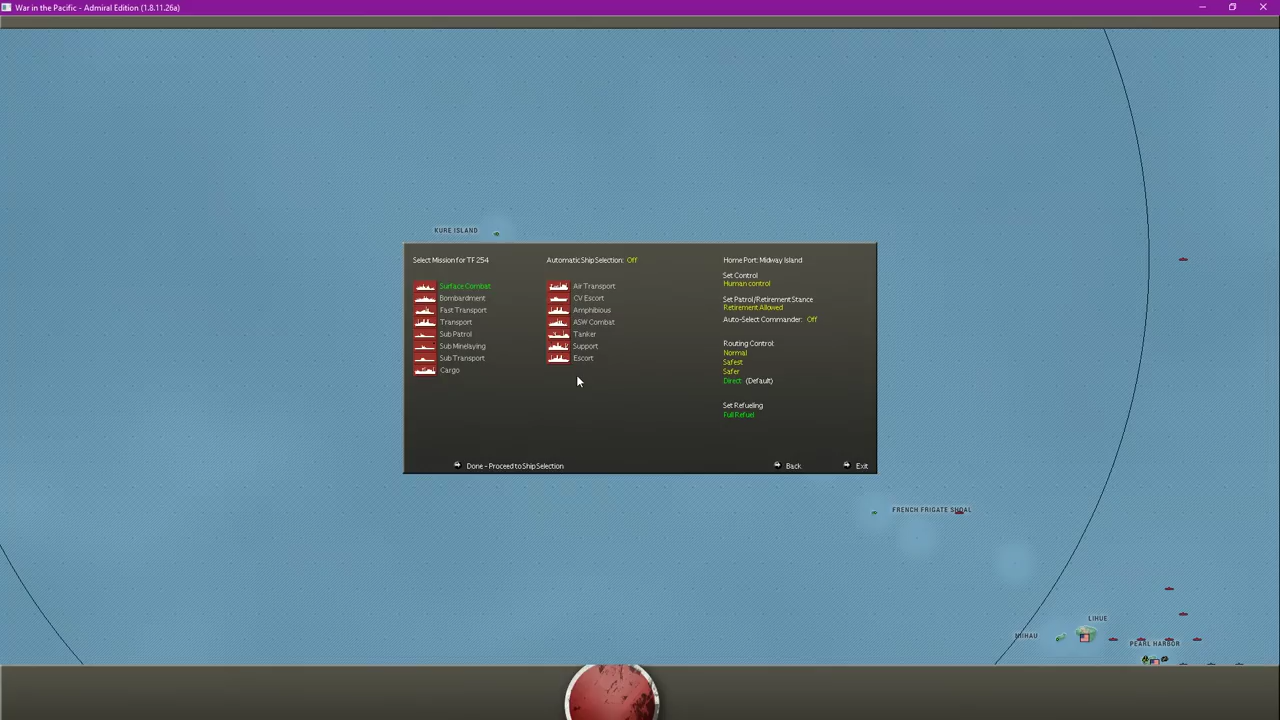 War in the Pacific - Admiral Edition (1.8.11.26a)
KURE ISLAND
Select Mission for TF 254
Surface Combat
Bombardment
Fast Transport
Transport
Sub Patrol
Sub Minelaying
Sub Transport
Cargo
Automatic Ship Selection: Off
Air Transport
CV Escort
Amphibious
ASW Combat
Tanker
Support
Escort
Home Port: Midway Island
Set Control
Human control
Set Patrol/Retirement Stance
Retirement Allowed
Auto-Select Commander: Off
Routing Control:
Normal
Safest
Safer
Direct (Default)
Set Refueling
Full Refuel
Done - Proceed to Ship Selection
Back
Exit
FRENCH FRIGATE SHOAL
LIHUE
NIIHAU
PEARL HARBOR